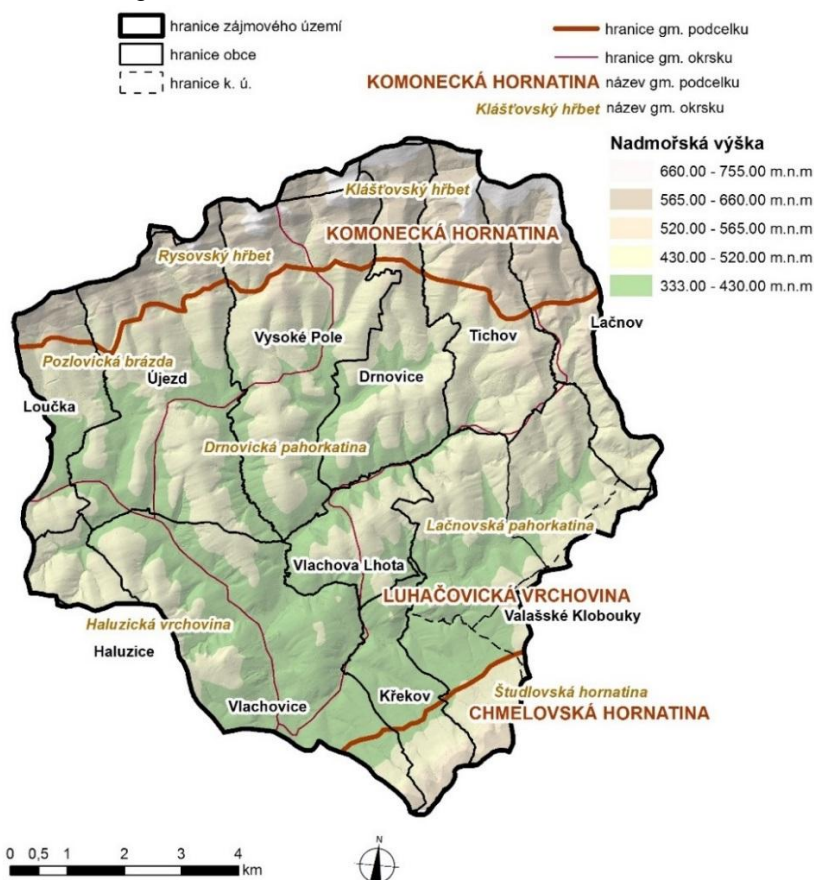 hranice zájmového území
hranice obce
hranice k. ú.
hranice gm. podcelku
hranice gm. okrsku
KOMONECKÁ HORNATINA název gm. podcelku
Klášťovský hřbet název gm. okrsku
Nadmořská výška
660.00 - 755.00 m.n.m
565.00 - 660.00 m.n.m
520.00 - 565.00 m.n.m
430.00 - 520.00 m.n.m
333.00 - 430.00 m.n.m
Klášťovský hřbet
KOMONECKÁ HORNATINA
Rysovský hřbet
Lačnov
Vysoké Pole
Tichov
Pozlovická brázda
Újezd
Drnovice
Loučka
Drnovická pahorkatina
Lačnovská pahorkatina
Vlachova Lhota
LUHAČOVICKÁ VRCHOVINA
Valašské Klobouky
Haluzická vrchovina
Haluzice
Študlovská hornatina
Křekov
Vlachovice
CHMELOVSKÁ HORNATINA
0 0,5 1 2 3 4
km
N